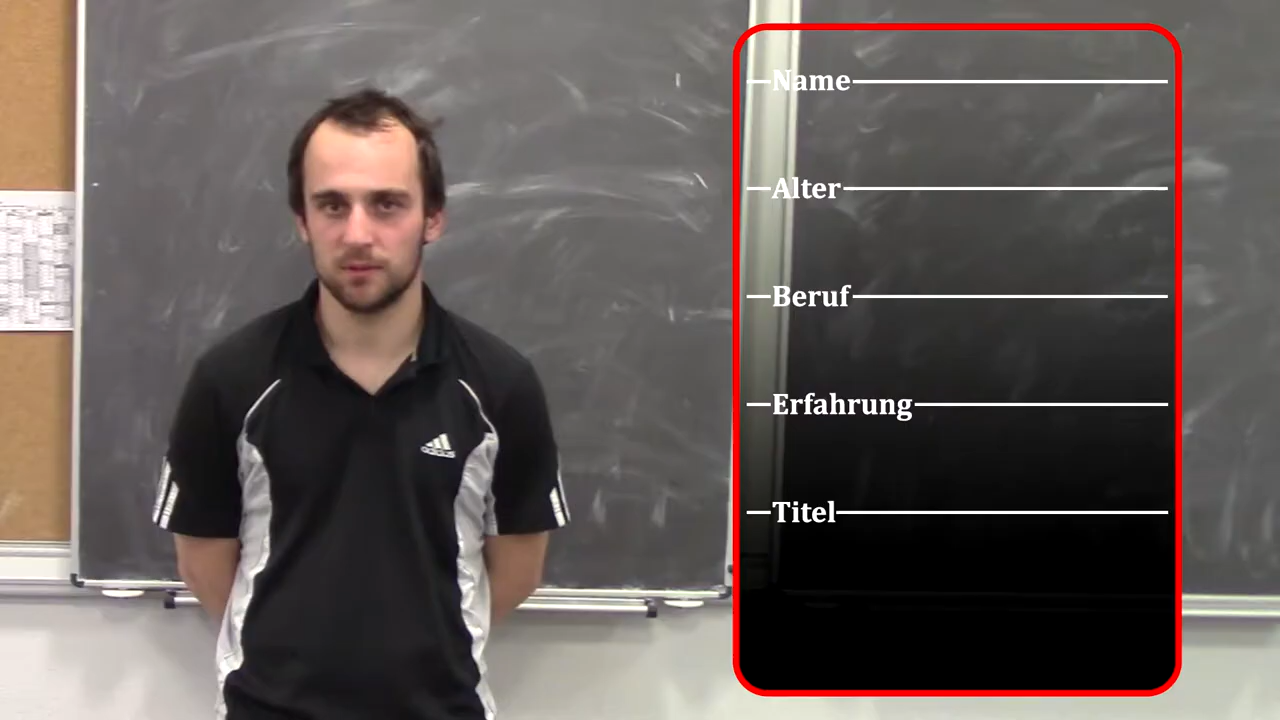 Name
Alter
Beruf
Erfahrung
Titel
adidas